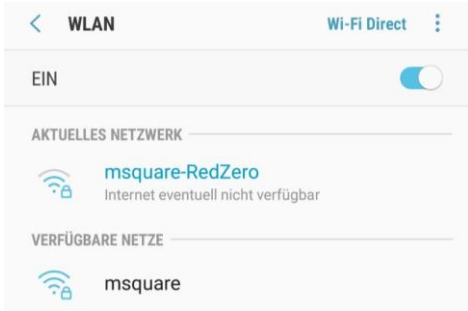 WLAN Wi-Fi Direct
EIN
AKTUELLES NETZWERK
msquare-RedZero
Internet eventuell nicht verfügbar
VERFÜGBARE NETZE
msquare